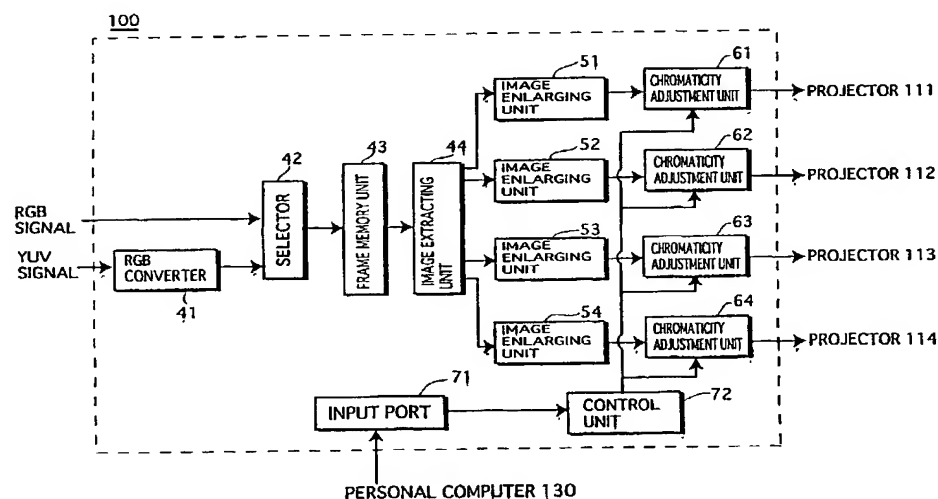 100
51
IMAGE
ENLARGING
UNIT
61
CHROMATICITY
ADJUSTMENT UNIT
PROJECTOR 111
52
IMAGE
ENLARGING
UNIT
62
CHROMATICITY
ADJUSTMENT UNIT
PROJECTOR 112
42
SELECTOR
43
FRAME MEMORY UNIT
44
IMAGE EXTRACTING
UNIT
RGB
SIGNAL
YUV
SIGNAL
RGB
CONVERTER
41
53
IMAGE
ENLARGING
UNIT
63
CHROMATICITY
ADJUSTMENT UNIT
PROJECTOR 113
54
IMAGE
ENLARGING
UNIT
64
CHROMATICITY
ADJUSTMENT UNIT
PROJECTOR 114
71
INPUT PORT
CONTROL
UNIT
72
PERSONAL COMPUTER 130